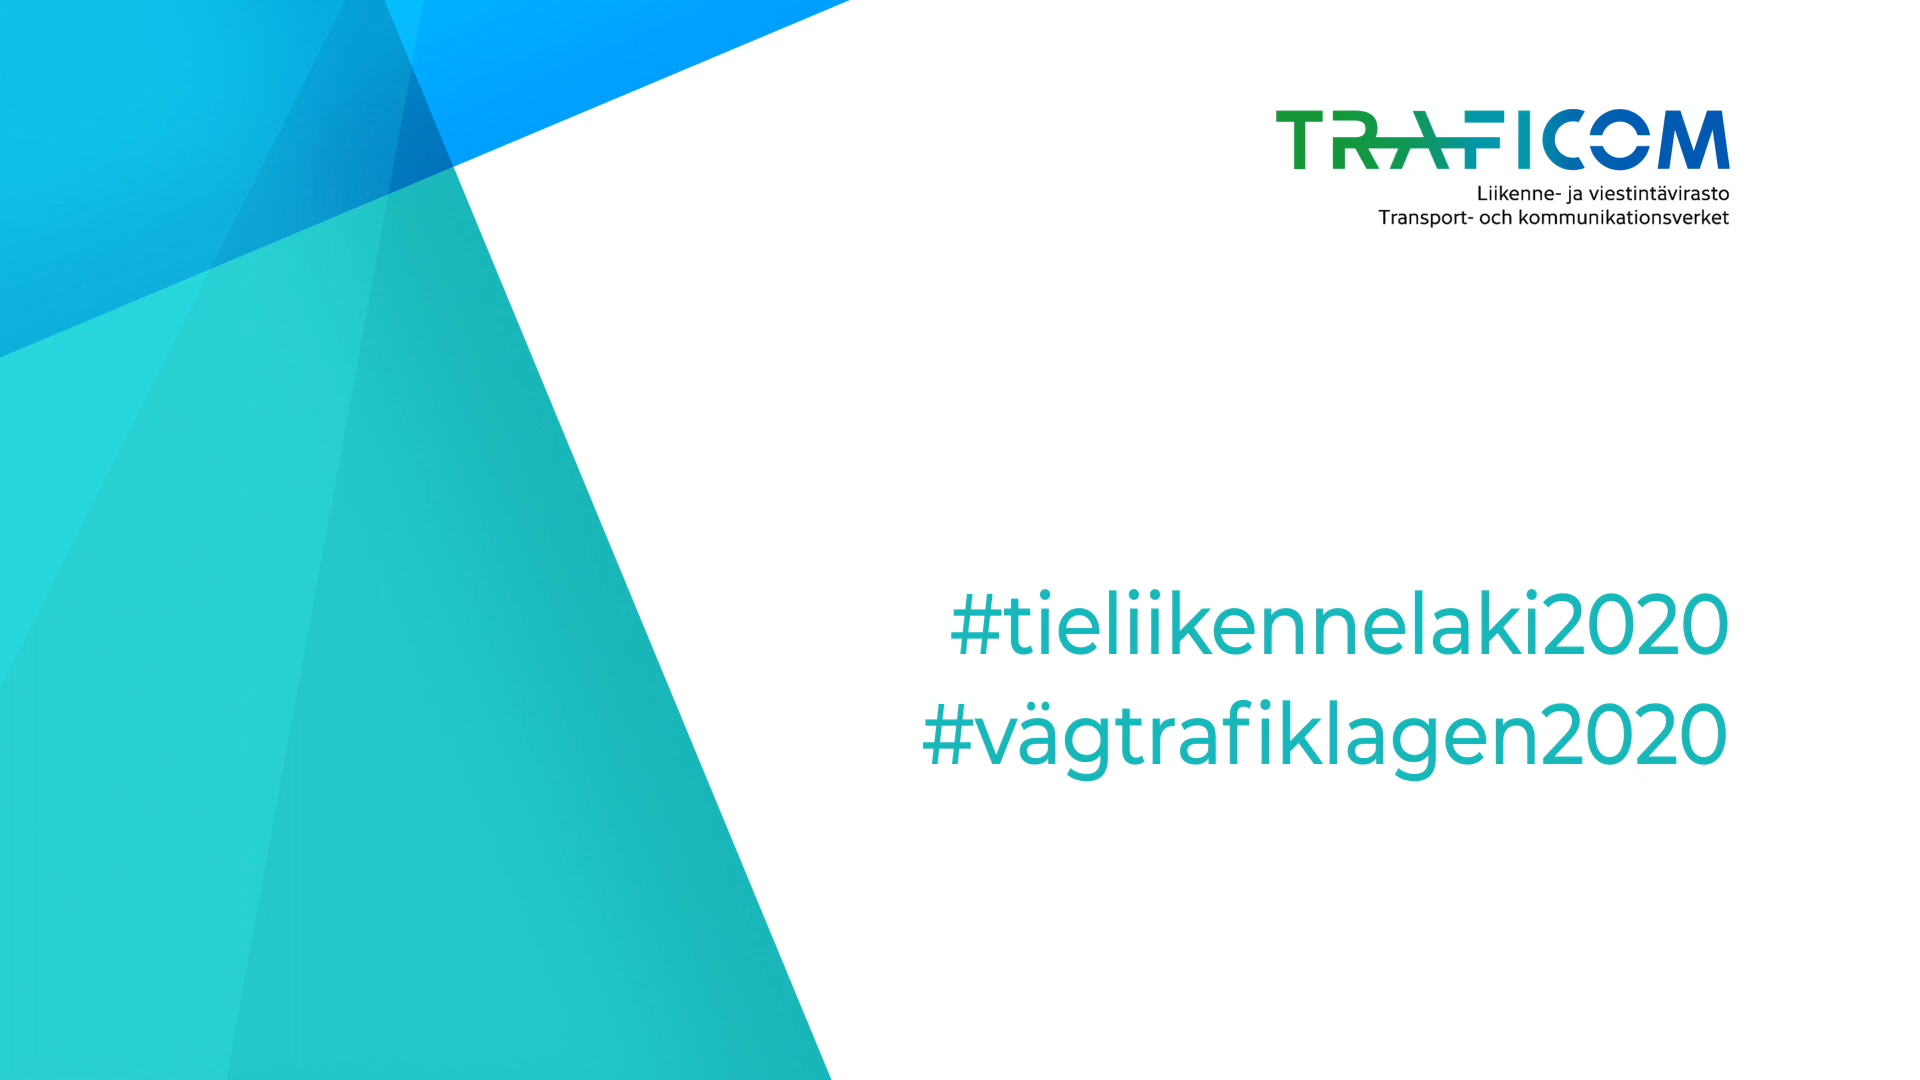 TRAFICOM
Liikenne- ja viestintävirasto
Transport- och kommunikationsverket
#tieliikennelaki2020
#vägtrafiklagen2020